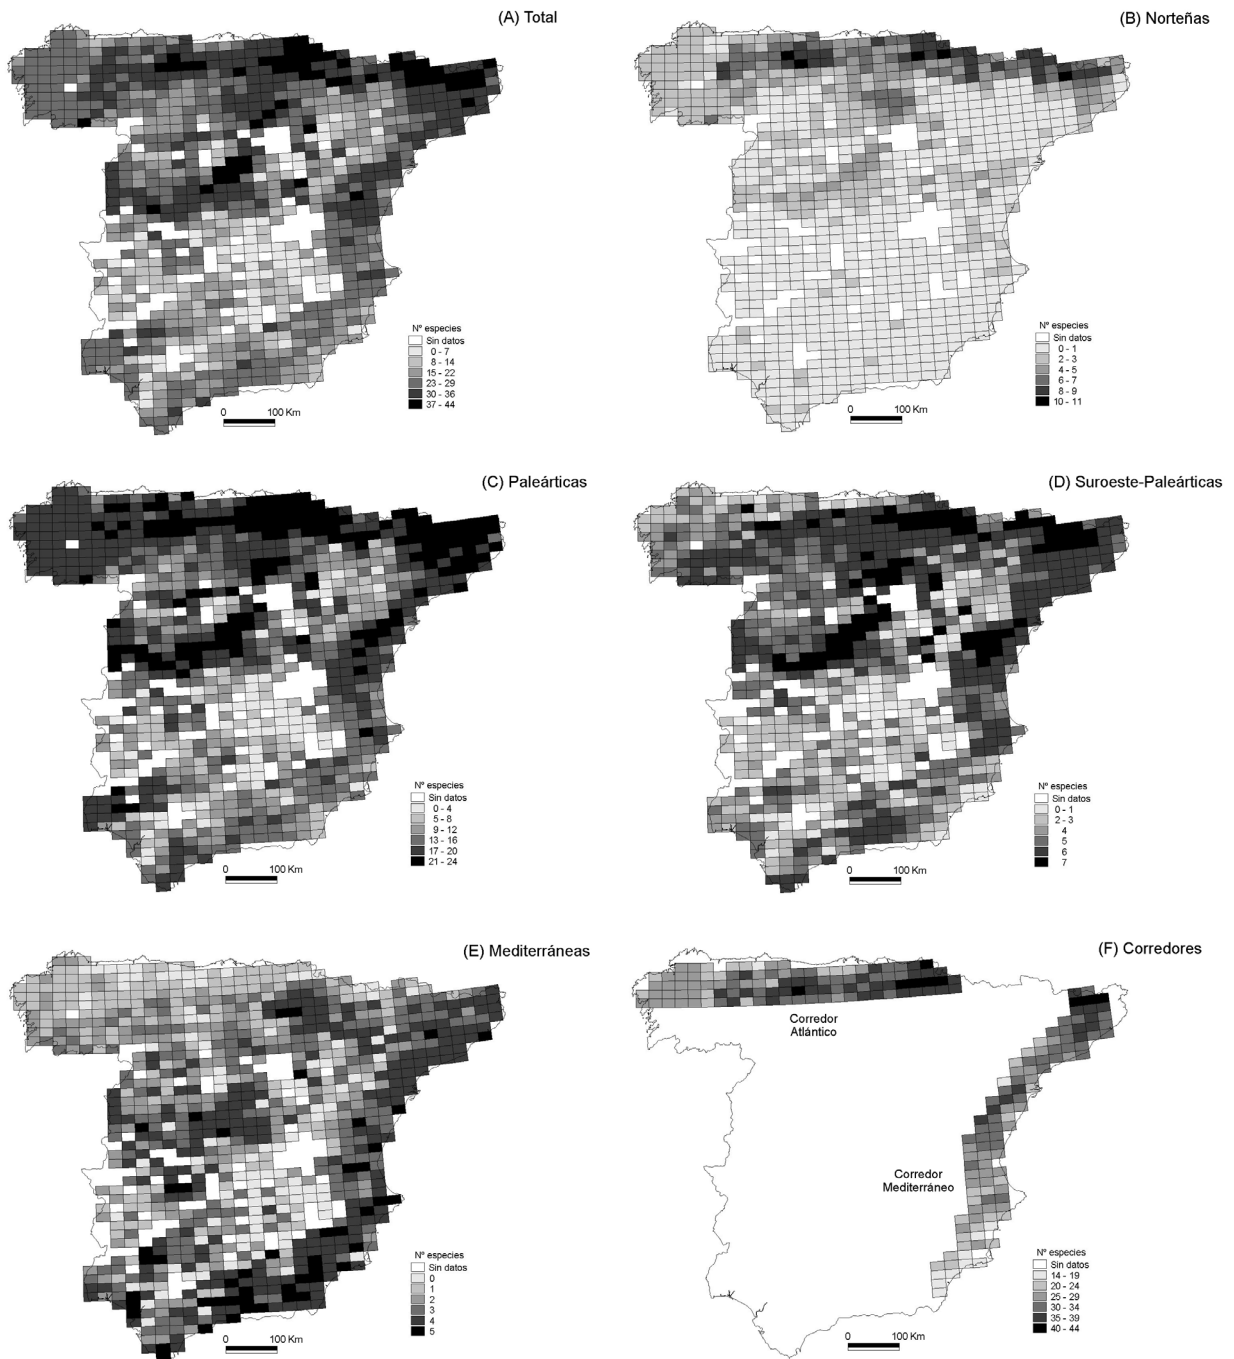 (A) Total
Nº especies
Sin datos
0 - 7
8 - 14
15 - 22
23 - 29
30 - 36
37 - 44
0 100 Km
(B) Norteñas
Nº especies
Sin datos
0 - 1
2 - 3
4 - 5
6 - 7
8 - 9
10 - 11
0 100 Km
(C) Paleárticas
Nº especies
Sin datos
0 - 4
5 - 8
9 - 12
13 - 16
17 - 20
21 - 24
0 100 Km
(D) Suroeste-Paleárticas
Nº especies
Sin datos
0 - 1
2 - 3
4
5
6
7
0 100 Km
(E) Mediterráneas
Nº especies
Sin datos
0
1
2
3
4
5
0 100 Km
(F) Corredores
Corredor
Atlántico
Corredor
Mediterráneo
Nº especies
Sin datos
14 - 19
20 - 24
25 - 29
30 - 34
35 - 39
40 - 44
0 100 Km